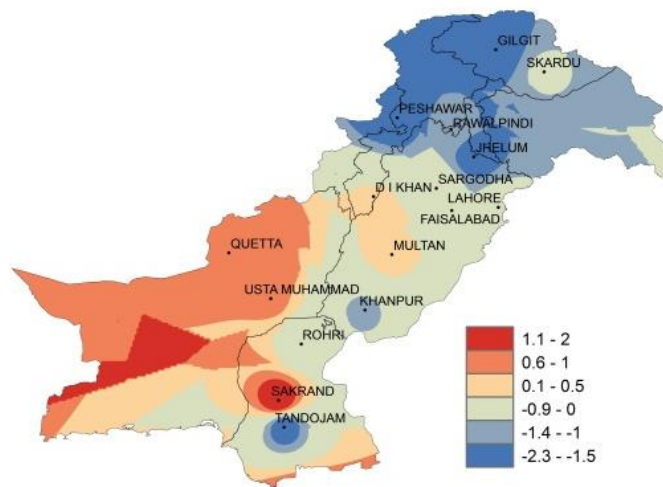 GILGIT
SKARDU
PESHAWAR
RAWALPINDI
JHELUM
SARGODHA
D I KHAN
LAHORE
FAISALABAD
MULTAN
QUETTA
USTA MUHAMMAD
KHANPUR
ROHRI
SAKRAND
TANDOJAM
1.1 - 2
0.6 - 1
0.1 - 0.5
-0.9 - 0
-1.4 - -1
-2.3 - -1.5